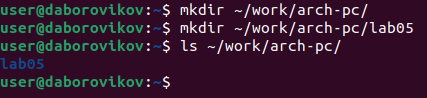 user@daborovikov:~$ mkdir ~/work/arch-pc/
user@daborovikov:~$ mkdir ~/work/arch-pc/lab05
user@daborovikov:~$ ls ~/work/arch-pc/
lab05
user@daborovikov:~$